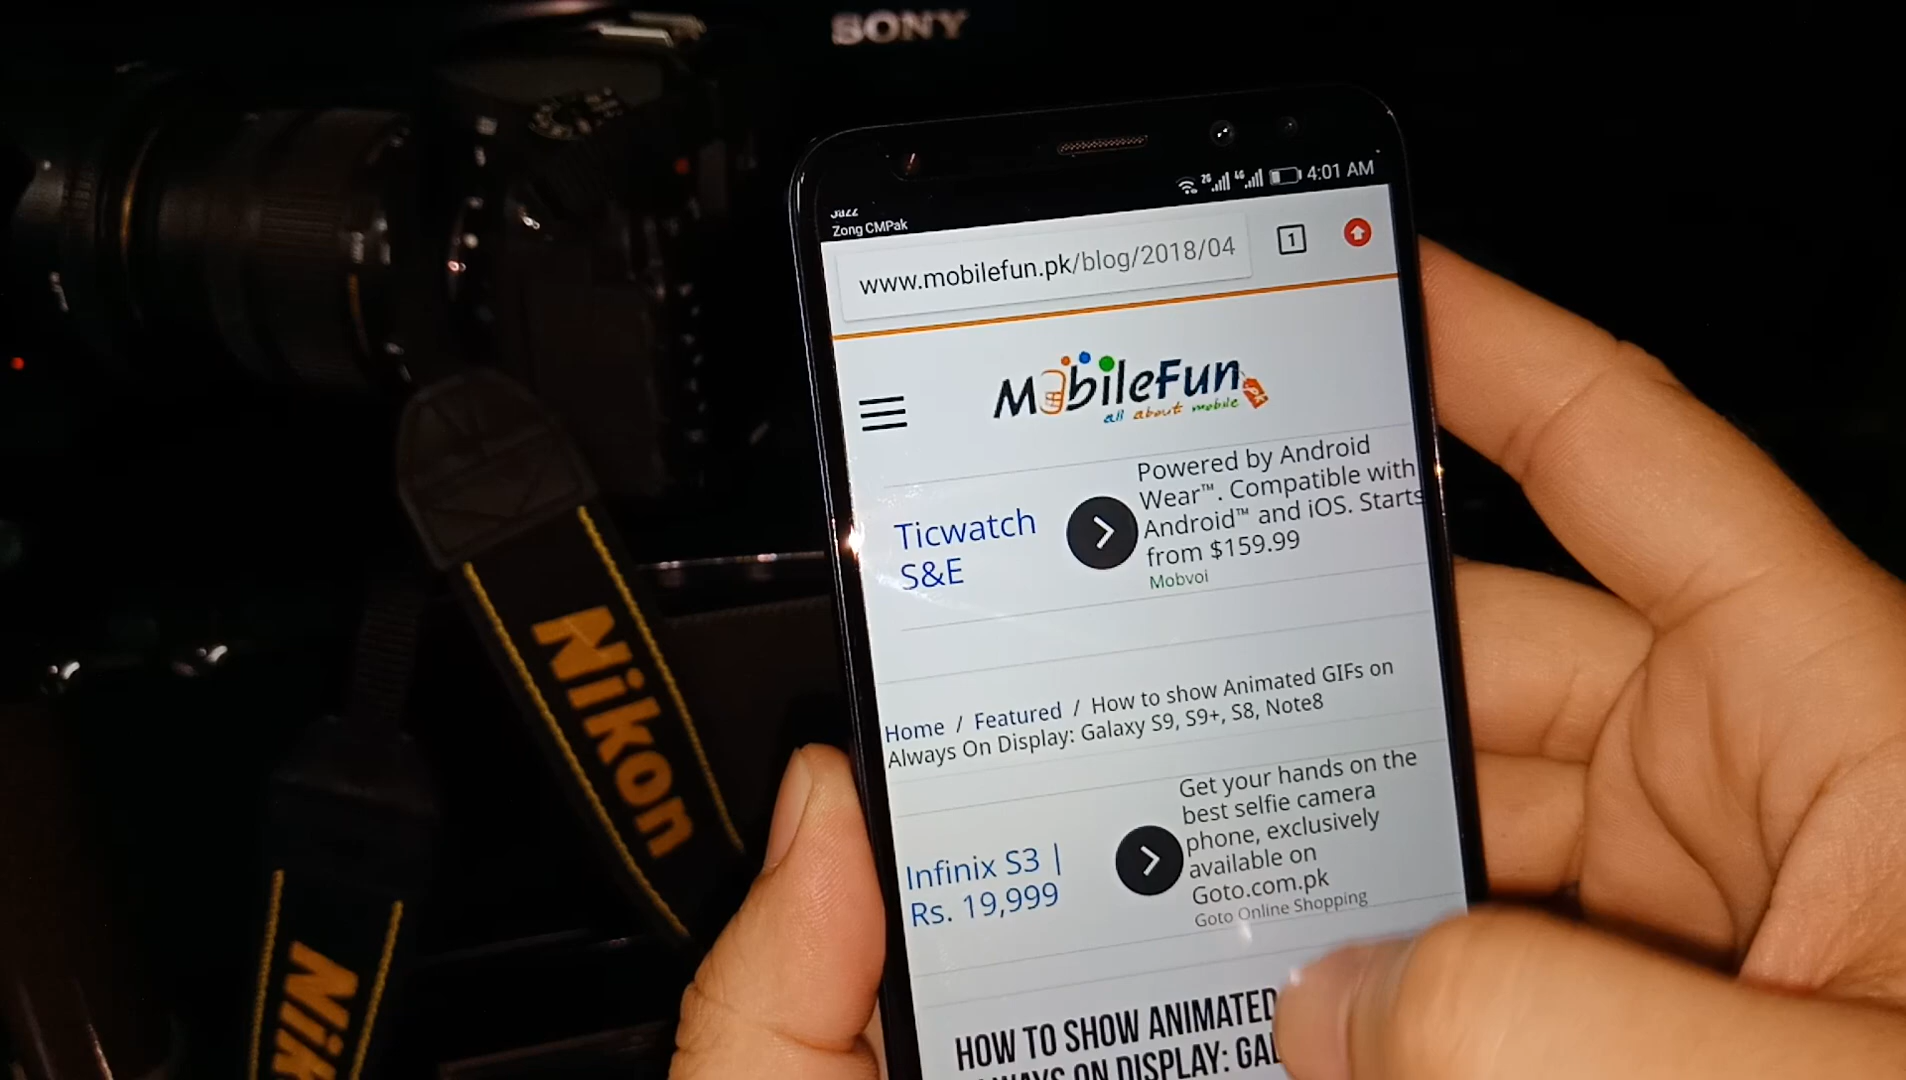 SONY
2G 4G 4:01 AM
Jazz
Zong CMPak
www.mobilefun.pk/blog/2018/04
1
MobileFun
PK
all about mobile
Ticwatch
S&E
Powered by Android
Wear™. Compatible with
Android™ and iOS. Starts
from $159.99
Mobvoi
Home / Featured / How to show Animated GIFs on
Always On Display: Galaxy S9, S9+, S8, Note8
Infinix S3 |
Rs. 19,999
Get your hands on the
best selfie camera
phone, exclusively
available on
Goto.com.pk
Goto Online Shopping
HOW TO SHOW ANIMATED
ALWAYS ON DISPLAY: GAL
Nikon
Nik